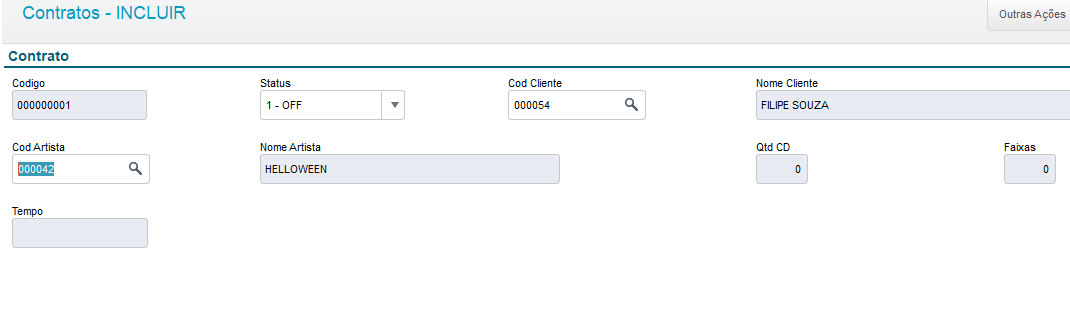 Contratos - INCLUIR
Outras Ações
Contrato
Codigo Status Cod Cliente Nome Cliente
000000001 1 - OFF 000054 FILIPE SOUZA
Cod Artista Nome Artista Qtd CD Faixas
000042 HELLOWEEN 0 0
Tempo